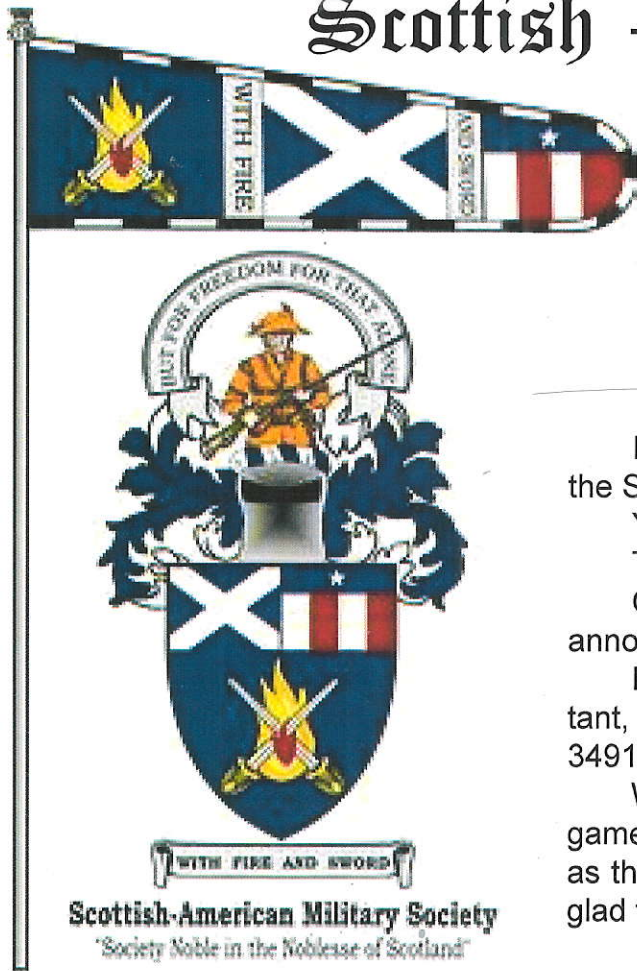 Scottish -
WITH FIRE
AND SWORD
BUT FOR FREEDOM FOR THAT ALONE
the S
Y
anno
tant,
3491
W
game
as th
glad
WITH FIRE AND SWORD
Scottish-American Military Society
"Society Noble in the Noblesse of Scotland"